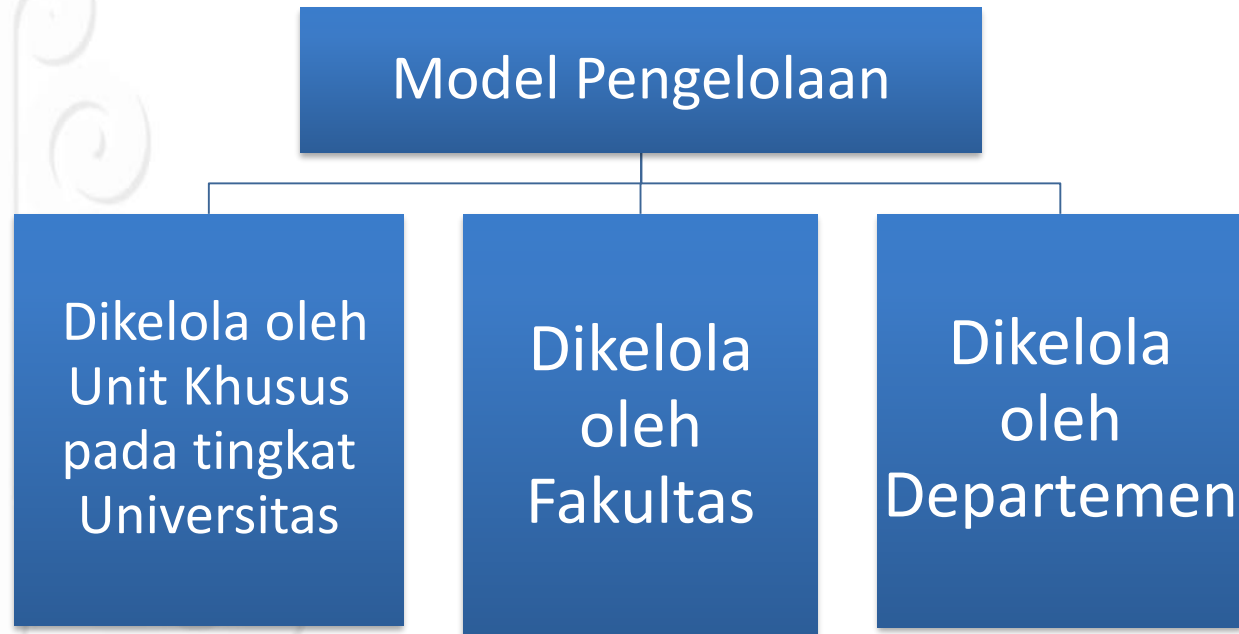 Model Pengelolaan
Dikelola oleh
Unit Khusus
pada tingkat
Universitas
Dikelola
oleh
Fakultas
Dikelola
oleh
Departemen